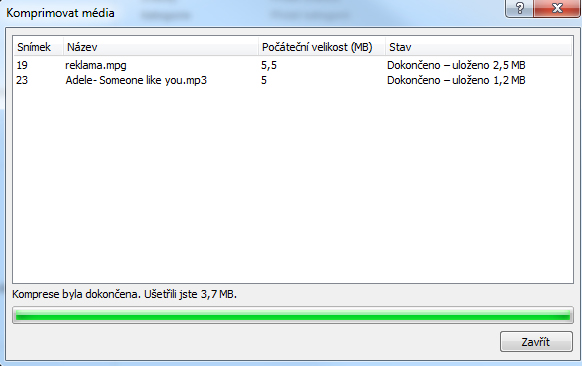 Komprimovat média
Snímek Název Počáteční velikost (MB) Stav
19 reklama.mpg 5,5 Dokončeno – uloženo 2,5 MB
23 Adele- Someone like you.mp3 5 Dokončeno – uloženo 1,2 MB
Komprese byla dokončena. Ušetřili jste 3,7 MB.
Zavřít